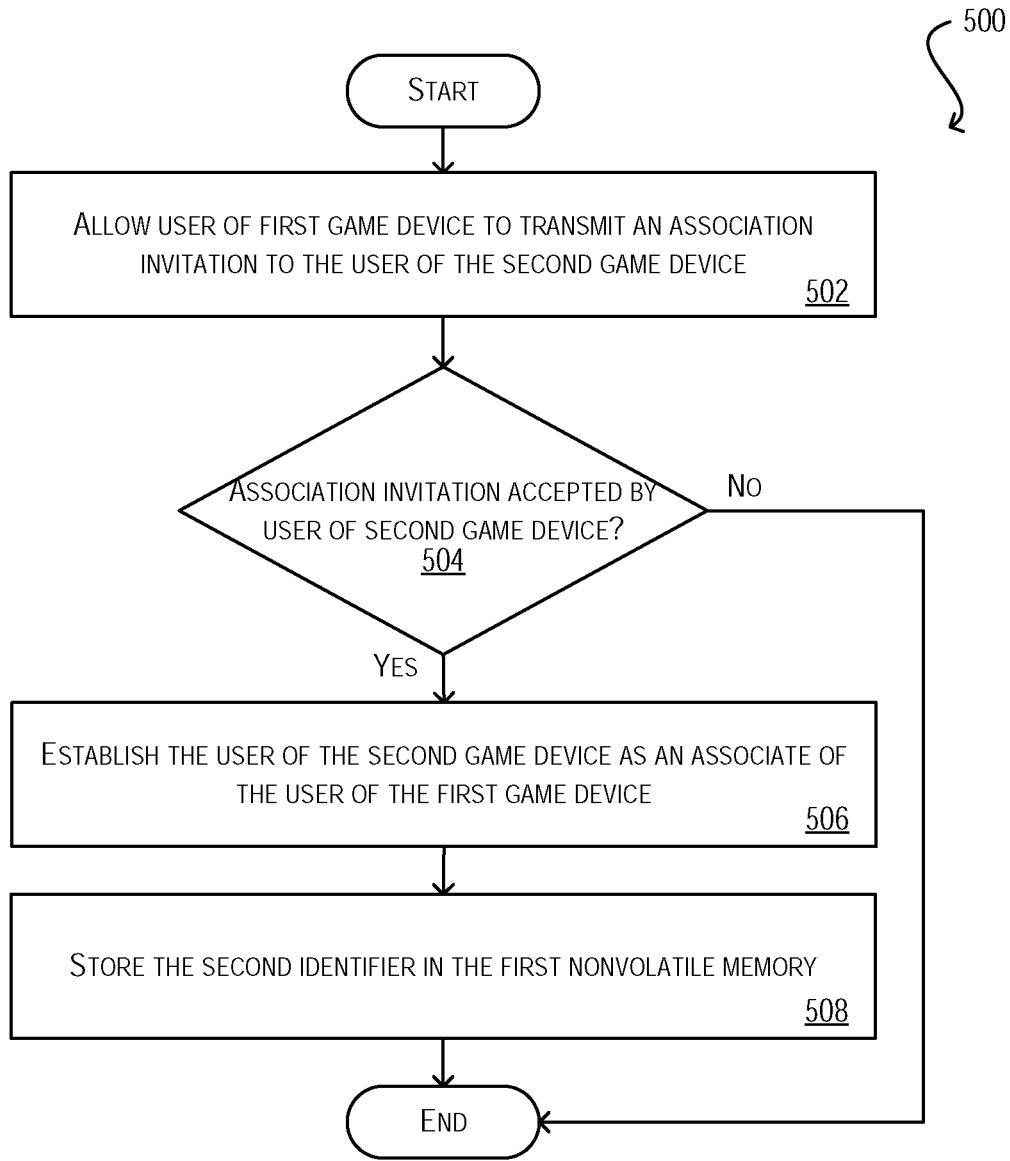 500
START
ALLOW USER OF FIRST GAME DEVICE TO TRANSMIT AN ASSOCIATION
INVITATION TO THE USER OF THE SECOND GAME DEVICE
502
ASSOCIATION INVITATION ACCEPTED BY
USER OF SECOND GAME DEVICE?
504
NO
YES
ESTABLISH THE USER OF THE SECOND GAME DEVICE AS AN ASSOCIATE OF
THE USER OF THE FIRST GAME DEVICE
506
STORE THE SECOND IDENTIFIER IN THE FIRST NONVOLATILE MEMORY
508
END